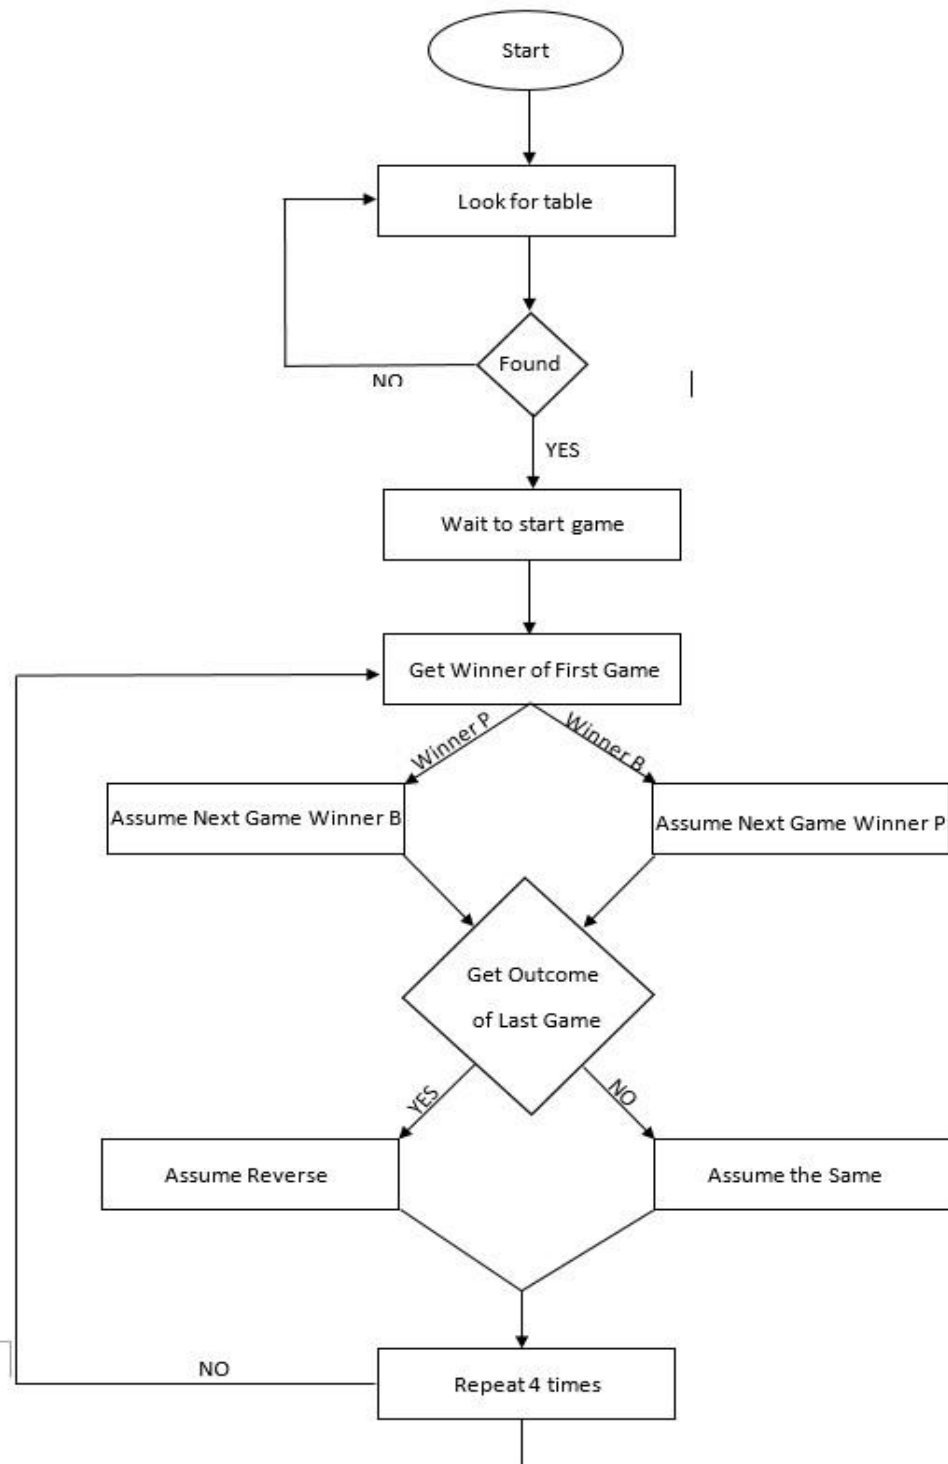 Start
Look for table
Found
NO
YES
Wait to start game
Get Winner of First Game
Winner P
Winner B
Assume Next Game Winner B
Assume Next Game Winner P
Get Outcome
of Last Game
YES
NO
Assume Reverse
Assume the Same
NO
Repeat 4 times